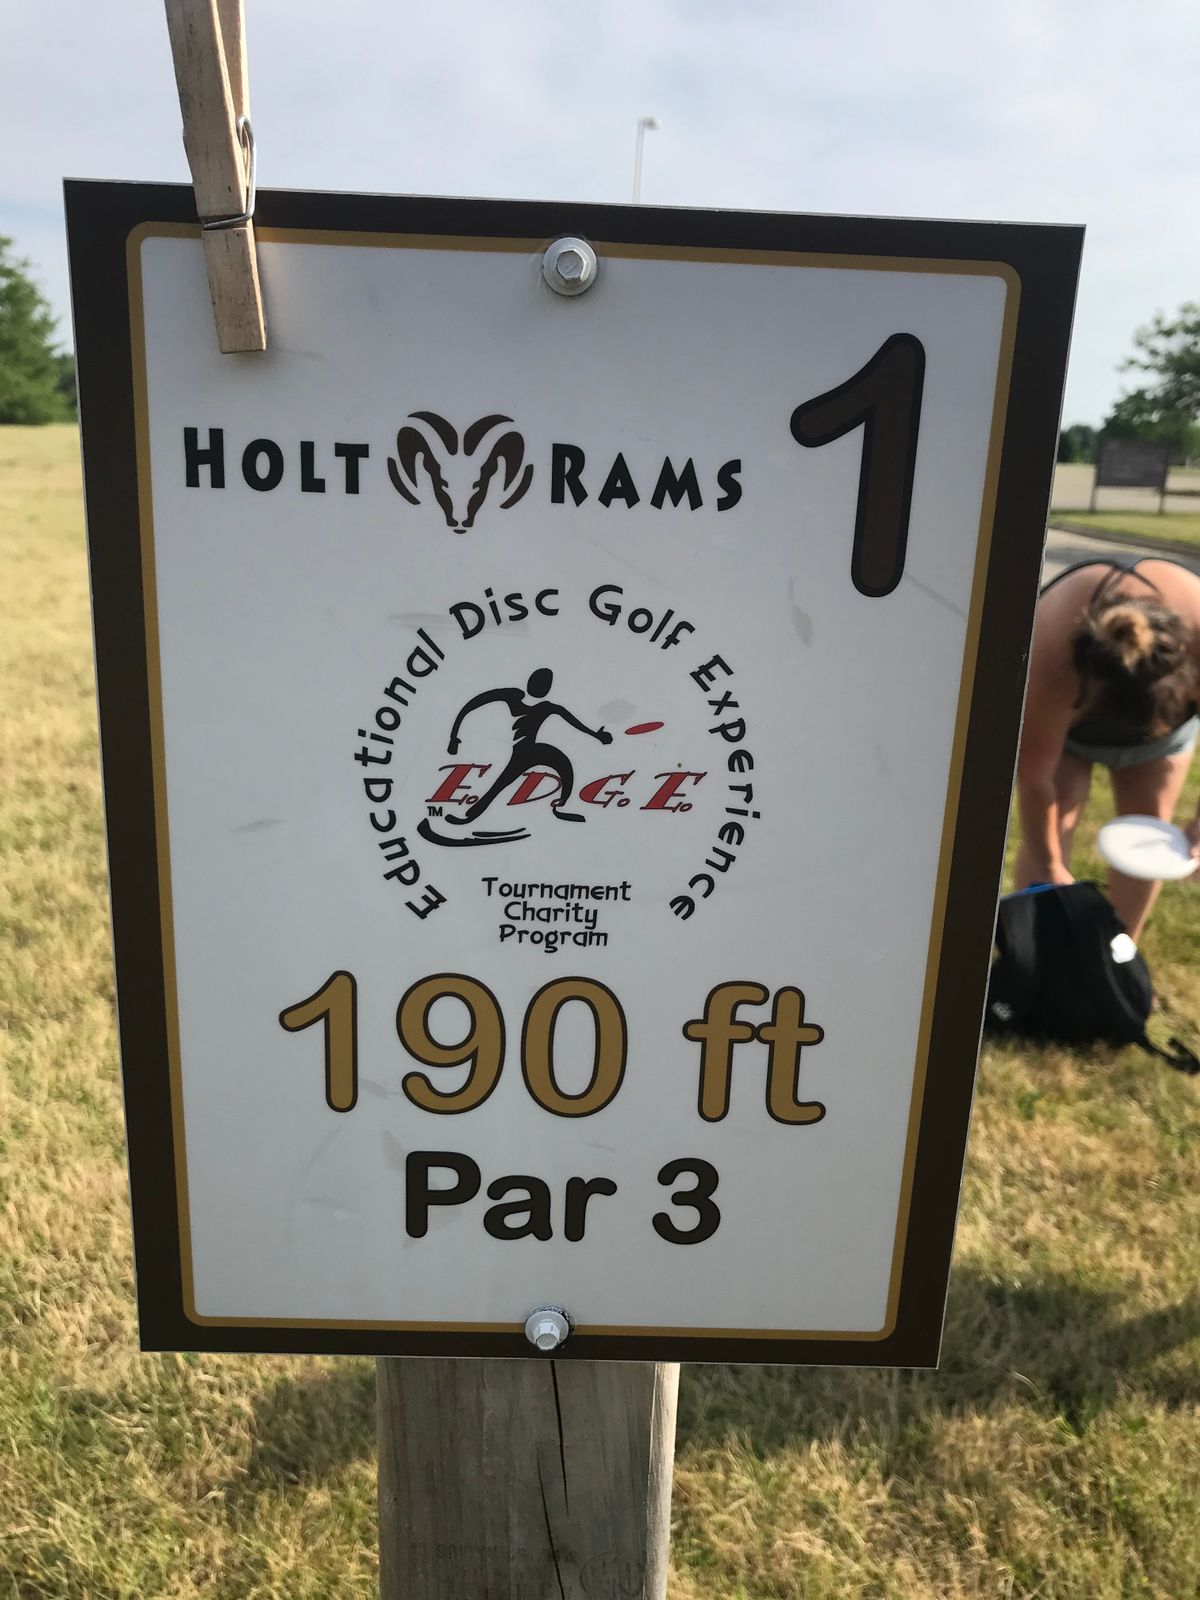 1
HOLT RAMS
Educational Disc Golf Experience
E.D.G.E.
TM
Tournament
Charity
Program
190 ft
Par 3